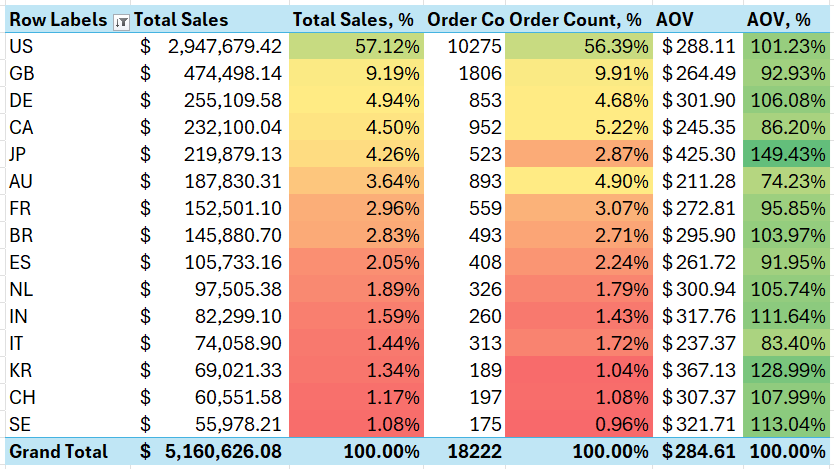 Row Labels Total Sales Total Sales, % Order Co Order Count, % AOV AOV, %
US $ 2,947,679.42 57.12% 10275 56.39% $ 288.11 101.23%
GB $ 474,498.14 9.19% 1806 9.91% $ 264.49 92.93%
DE $ 255,109.58 4.94% 853 4.68% $ 301.90 106.08%
CA $ 232,100.04 4.50% 952 5.22% $ 245.35 86.20%
JP $ 219,879.13 4.26% 523 2.87% $ 425.30 149.43%
AU $ 187,830.31 3.64% 893 4.90% $ 211.28 74.23%
FR $ 152,501.10 2.96% 559 3.07% $ 272.81 95.85%
BR $ 145,880.70 2.83% 493 2.71% $ 295.90 103.97%
ES $ 105,733.16 2.05% 408 2.24% $ 261.72 91.95%
NL $ 97,505.38 1.89% 326 1.79% $ 300.94 105.74%
IN $ 82,299.10 1.59% 260 1.43% $ 317.76 111.64%
IT $ 74,058.90 1.44% 313 1.72% $ 237.37 83.40%
KR $ 69,021.33 1.34% 189 1.04% $ 367.13 128.99%
CH $ 60,551.58 1.17% 197 1.08% $ 307.37 107.99%
SE $ 55,978.21 1.08% 175 0.96% $ 321.71 113.04%
Grand Total $ 5,160,626.08 100.00% 18222 100.00% $ 284.61 100.00%